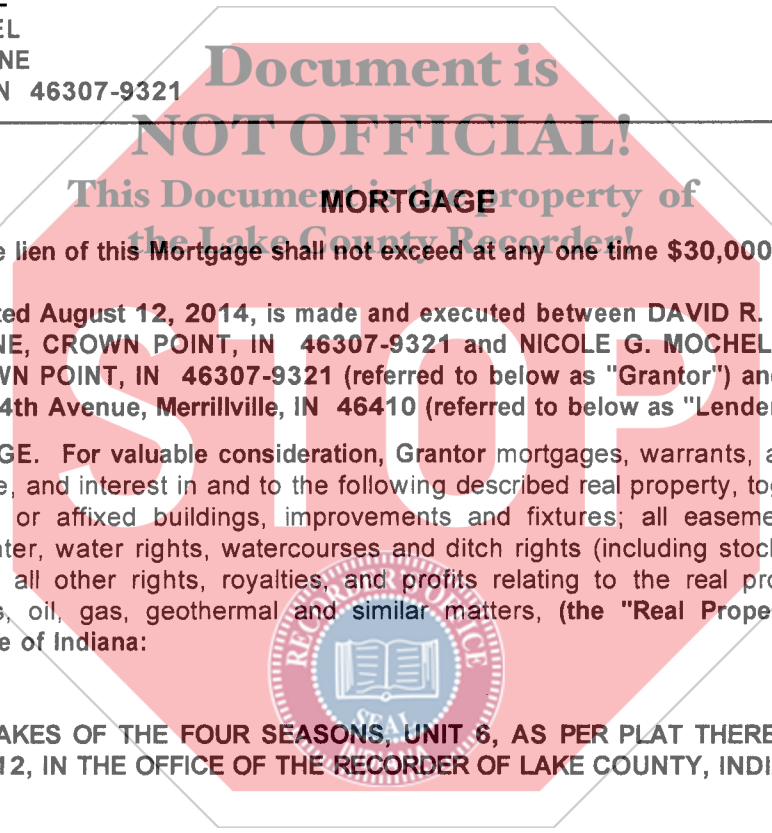 EL
NE
N 46307-9321
Document is
NOT OFFICIAL!
This Document is the property of
the Lake County Recorder!
MORTGAGE
e lien of this Mortgage shall not exceed at any one time $30,000
ted August 12, 2014, is made and executed between DAVID R.
NE, CROWN POINT, IN 46307-9321 and NICOLE G. MOCHEL
WN POINT, IN 46307-9321 (referred to below as "Grantor") an
4th Avenue, Merrillville, IN 46410 (referred to below as "Lender
GE. For valuable consideration, Grantor mortgages, warrants, a
e, and interest in and to the following described real property, to
or affixed buildings, improvements and fixtures; all easeme
ter, water rights, watercourses and ditch rights (including stock
all other rights, royalties, and profits relating to the real pro
s, oil, gas, geothermal and similar matters, (the "Real Prope
e of Indiana:
STOP
RECORDER'S OFFICE
SEAL
INDIANA
AKES OF THE FOUR SEASONS, UNIT 6, AS PER PLAT THERE
12, IN THE OFFICE OF THE RECORDER OF LAKE COUNTY, INDI